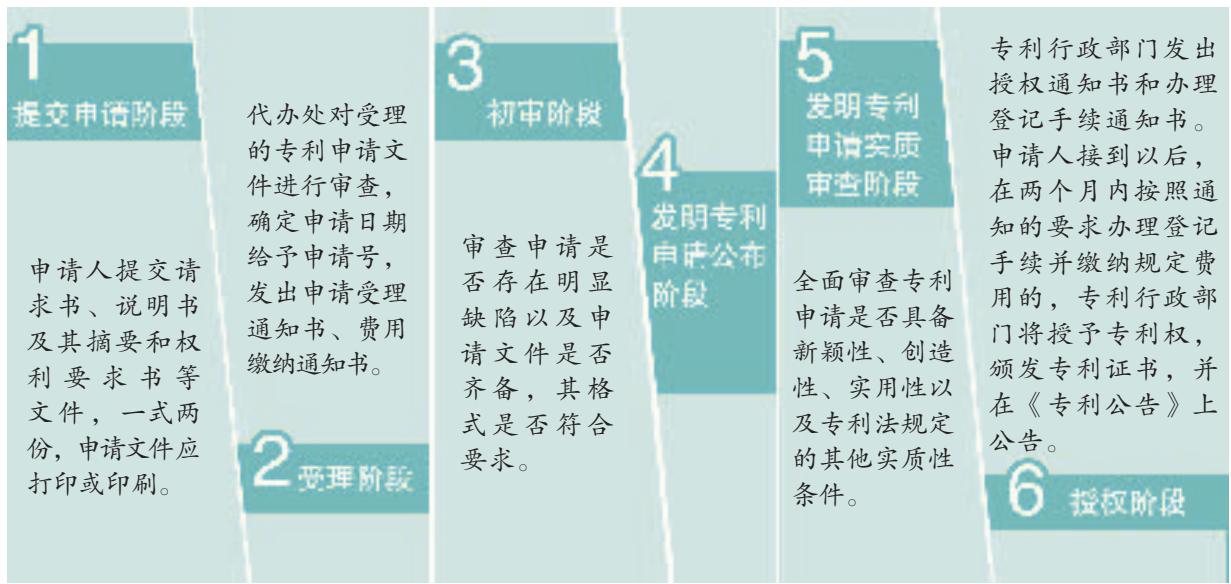 1
提交申请阶段
申请人提交请
求书、说明书
及其摘要和权
利要求书等
文件，一式两
份，申请文件应
打印或印刷。
代办处对受理
的专利申请文
件进行审查，
确定申请日期
给予申请号，
发出申请受理
通知书、费用
缴纳通知书。
2 受理阶段
3
初审阶段
审查申请是
否存在明显
缺陷以及申
请文件是否
齐备，其格
式是否符合
要求。
4
发明专利
申请公布
阶段
5
发明专利
申请实质
审查阶段
全面审查专利
申请是否具备
新颖性、创造
性、实用性以
及专利法规定
的其他实质性
条件。
专利行政部门发出
授权通知书和办理
登记手续通知书。
申请人接到以后，
在两个月内按照通
知的要求办理登记
手续并缴纳规定费
用的，专利行政部
门将授予专利权，
颁发专利证书，并
在《专利公告》上
公告。
6 授权阶段